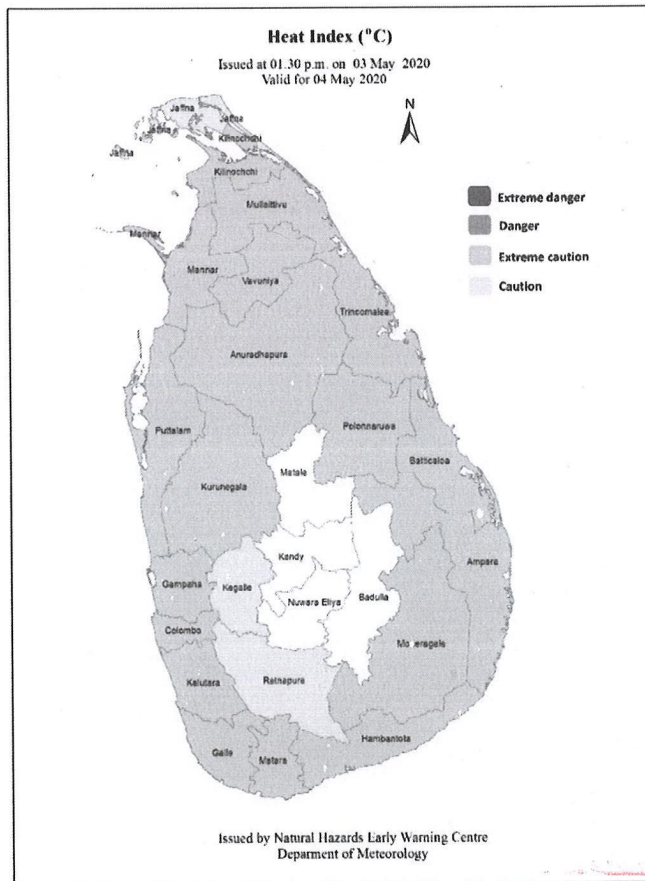 Heat Index (°C)
Issued at 01.30 p.m. on 03 May 2020
Valid for 04 May 2020
N
Jaffna
Jaffna
Jaffna
Jaffna
Kilinochchi
Kilinochchi
Mullaittivu
Mannar
Mannar
Vavuniya
Trincomalee
Anuradhapura
Puttalam
Polonnaruwa
Batticaloa
Matale
Kurunegala
Kandy
Ampara
Gampaha
Kegalle
Nuwara Eliya
Badulla
Colombo
Moneragala
Kalutara
Ratnapura
Hambantota
Galle
Matara
Extreme danger
Danger
Extreme caution
Caution
Issued by Natural Hazards Early Warning Centre
Deparment of Meteorology